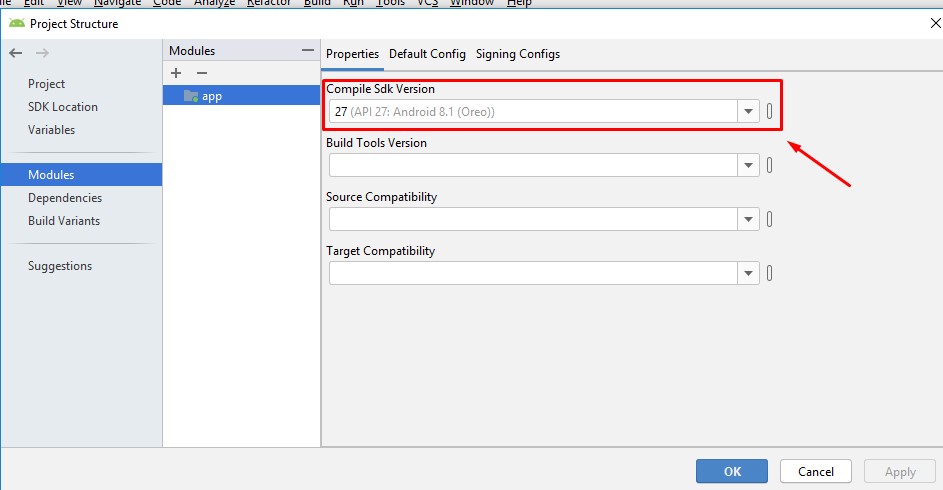 File Edit View Navigate Code Analyze Refactor Build Run Tools VCS Window Help
Project Structure
Project
SDK Location
Variables
Modules
Dependencies
Build Variants
Suggestions
Modules
app
Properties Default Config Signing Configs
Compile Sdk Version
27 (API 27: Android 8.1 (Oreo))
Build Tools Version
Source Compatibility
Target Compatibility
OK Cancel Apply